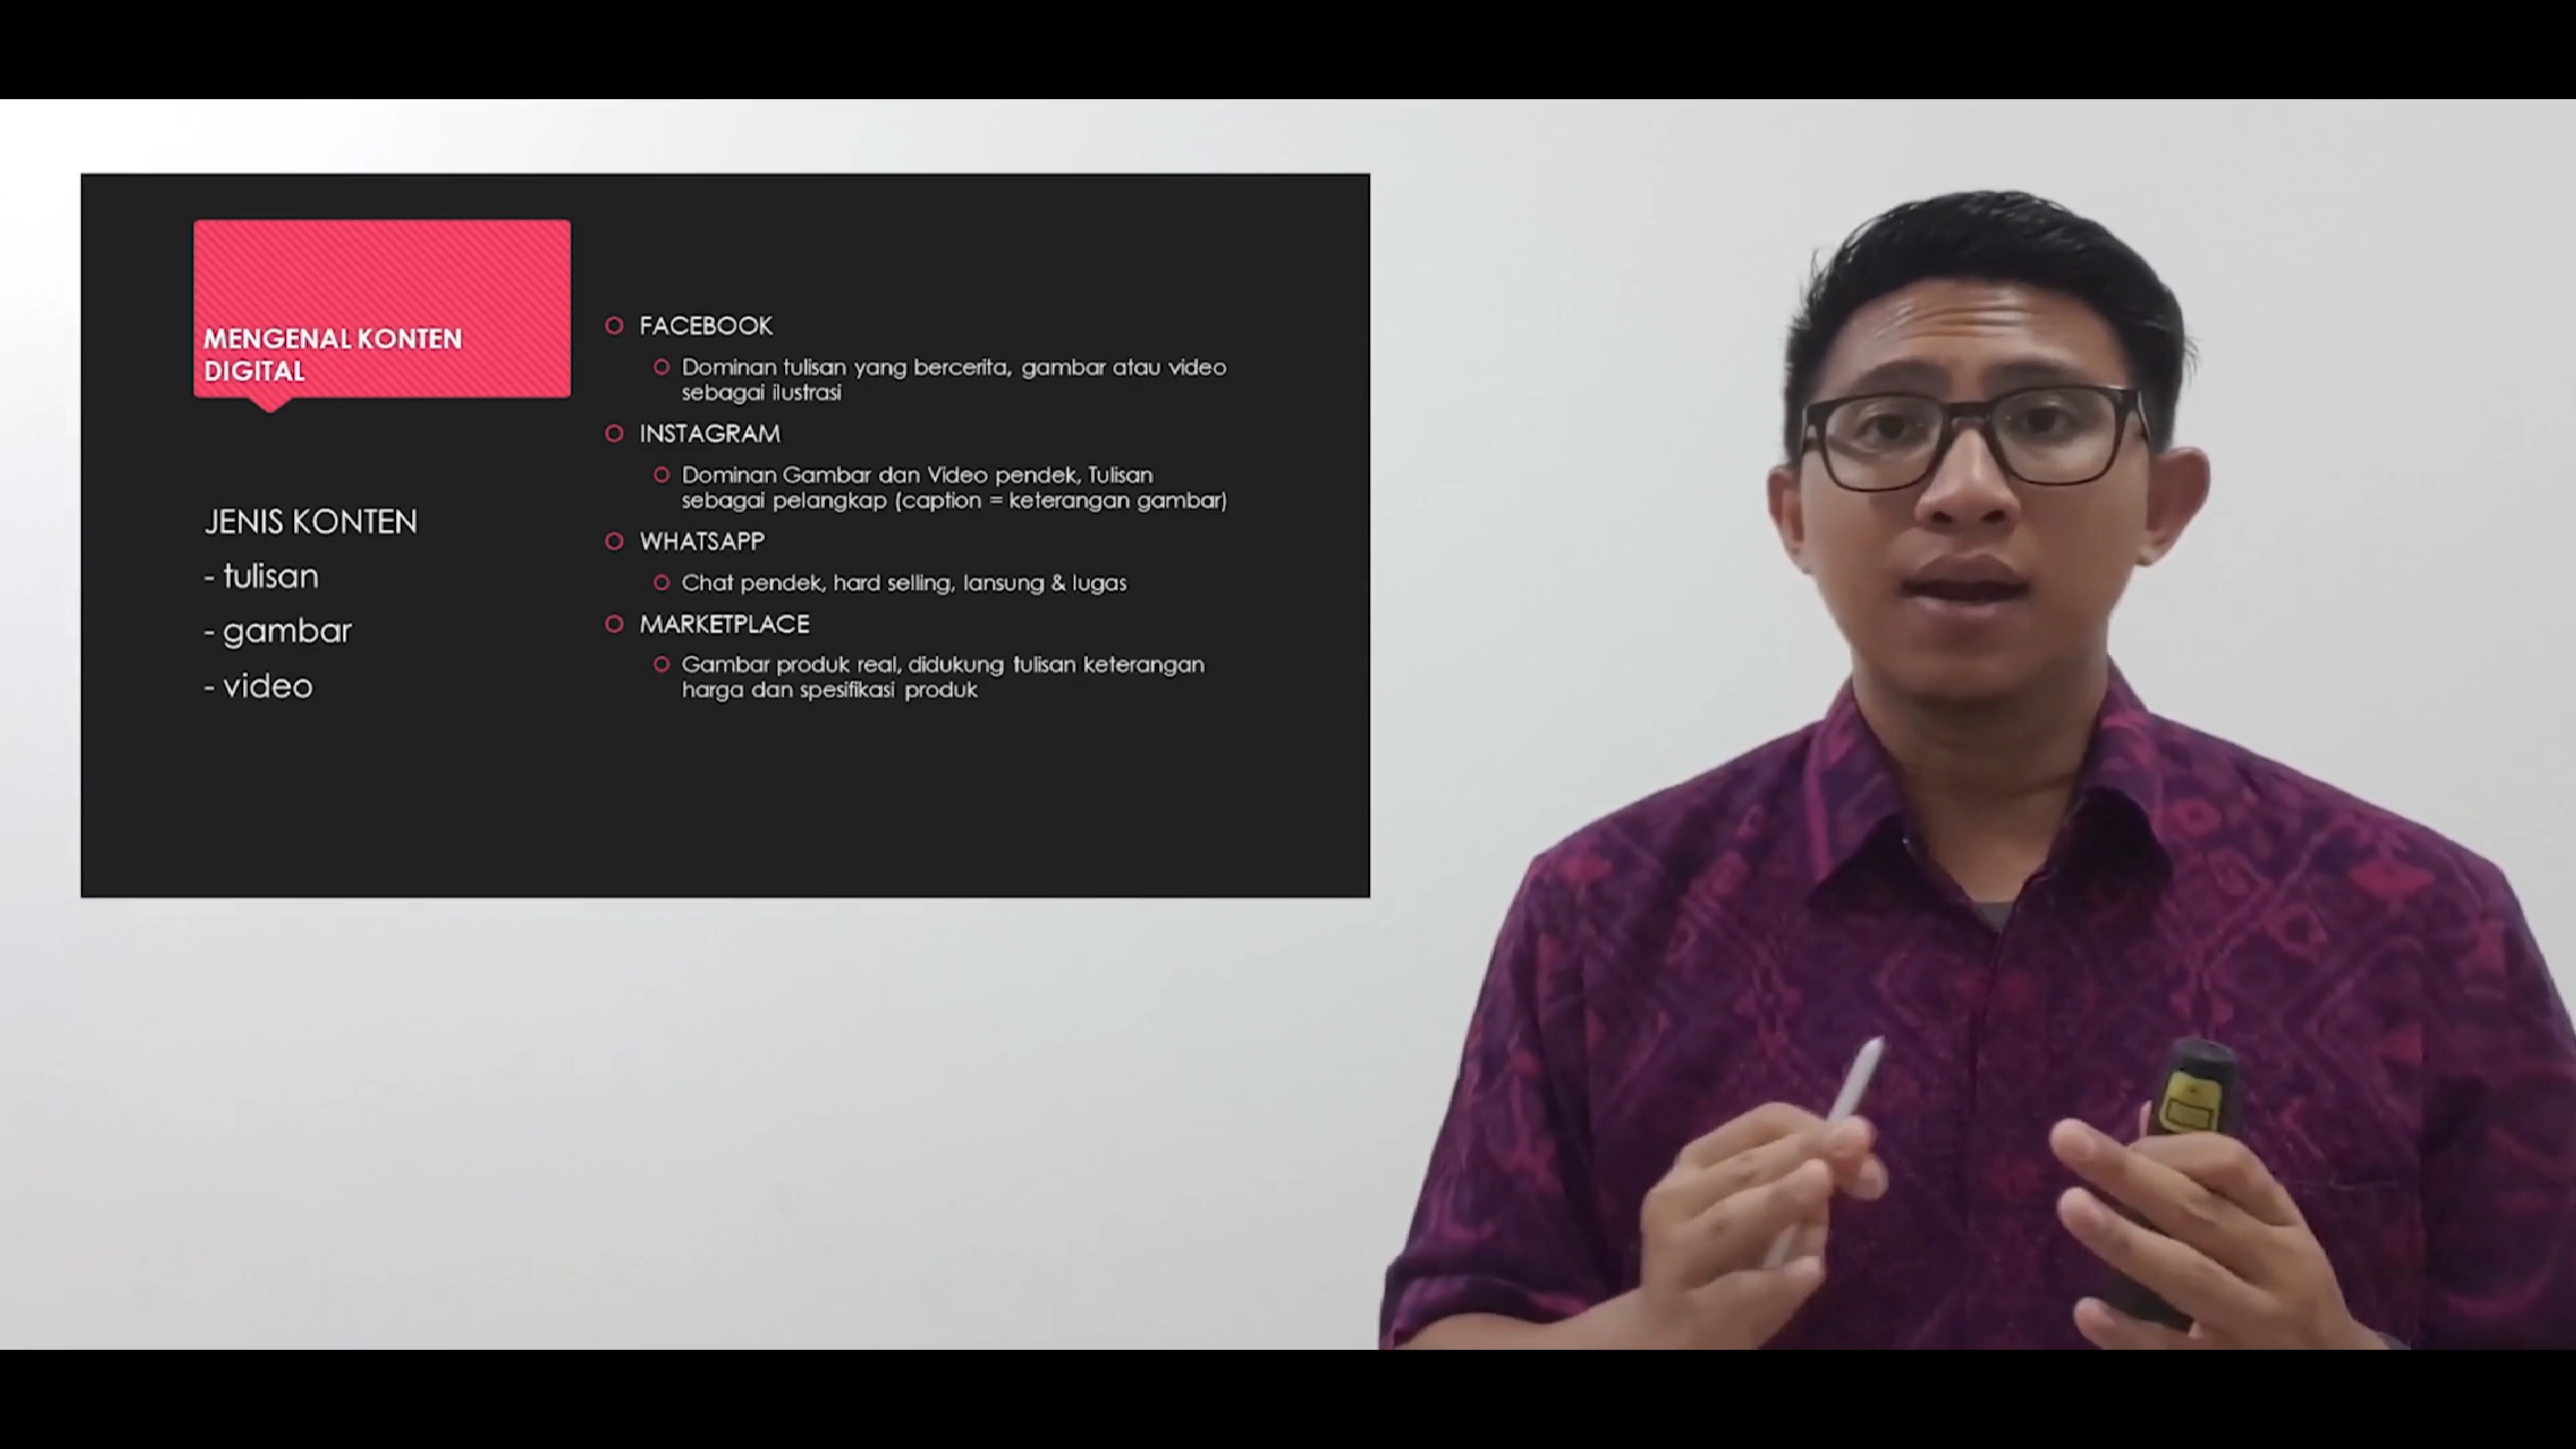 MENGENAL KONTEN
DIGITAL
JENIS KONTEN
- tulisan
- gambar
- video
FACEBOOK
Dominan tulisan yang bercerita, gambar atau video
sebagai ilustrasi
INSTAGRAM
Dominan Gambar dan Video pendek, Tulisan
sebagai pelangkap (caption = keterangan gambar)
WHATSAPP
Chat pendek, hard selling, lansung & lugas
MARKETPLACE
Gambar produk real, didukung tulisan keterangan
harga dan spesifikasi produk